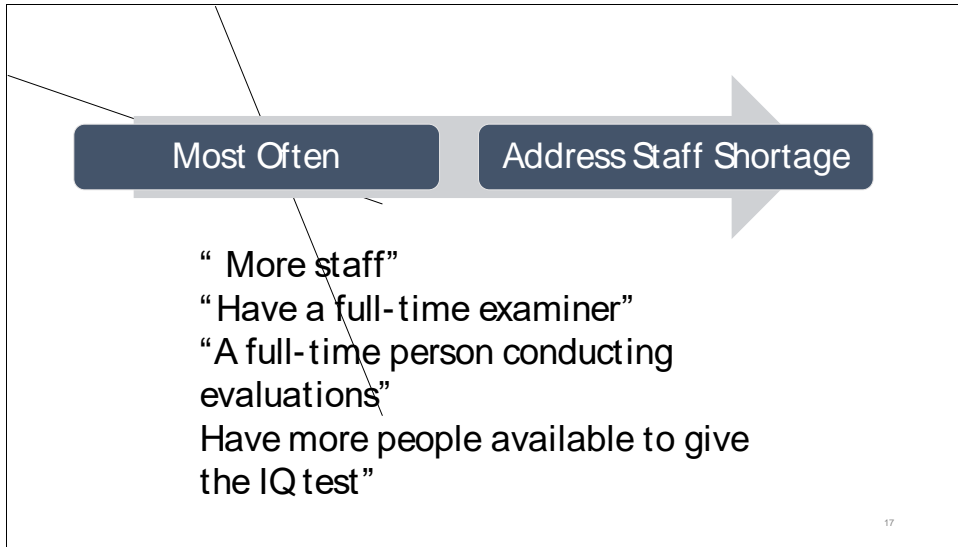 Most Often
Address Staff Shortage
“ More staff”
“Have a full-time examiner”
“A full-time person conducting
evaluations”
Have more people available to give
the IQ test”
17